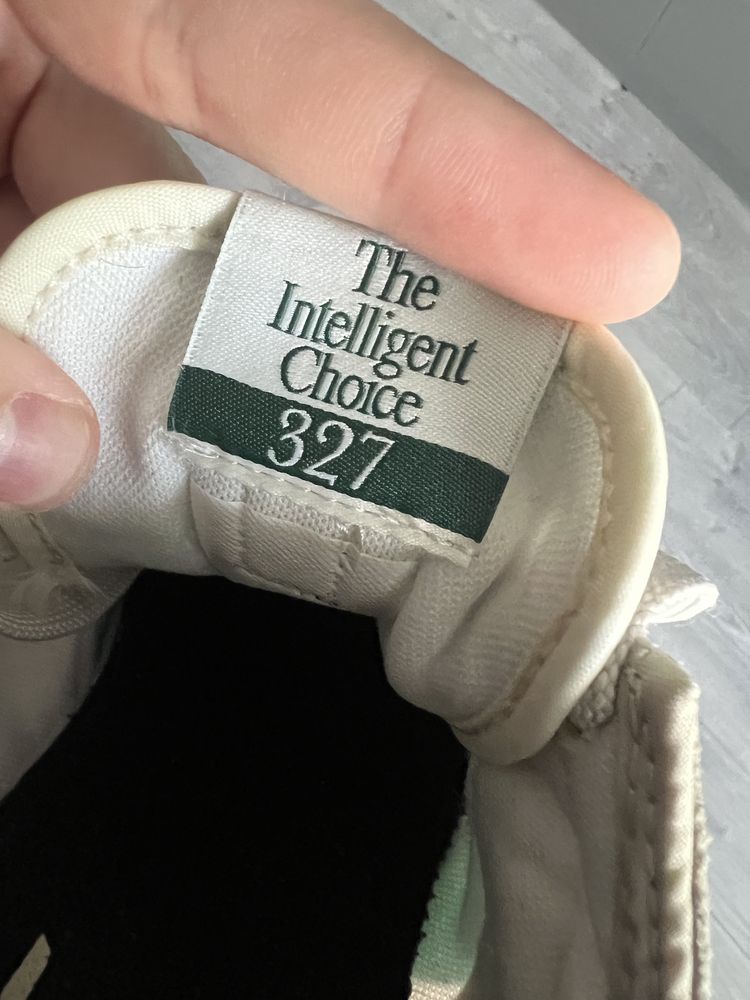 The
Intelligent
Choice
327